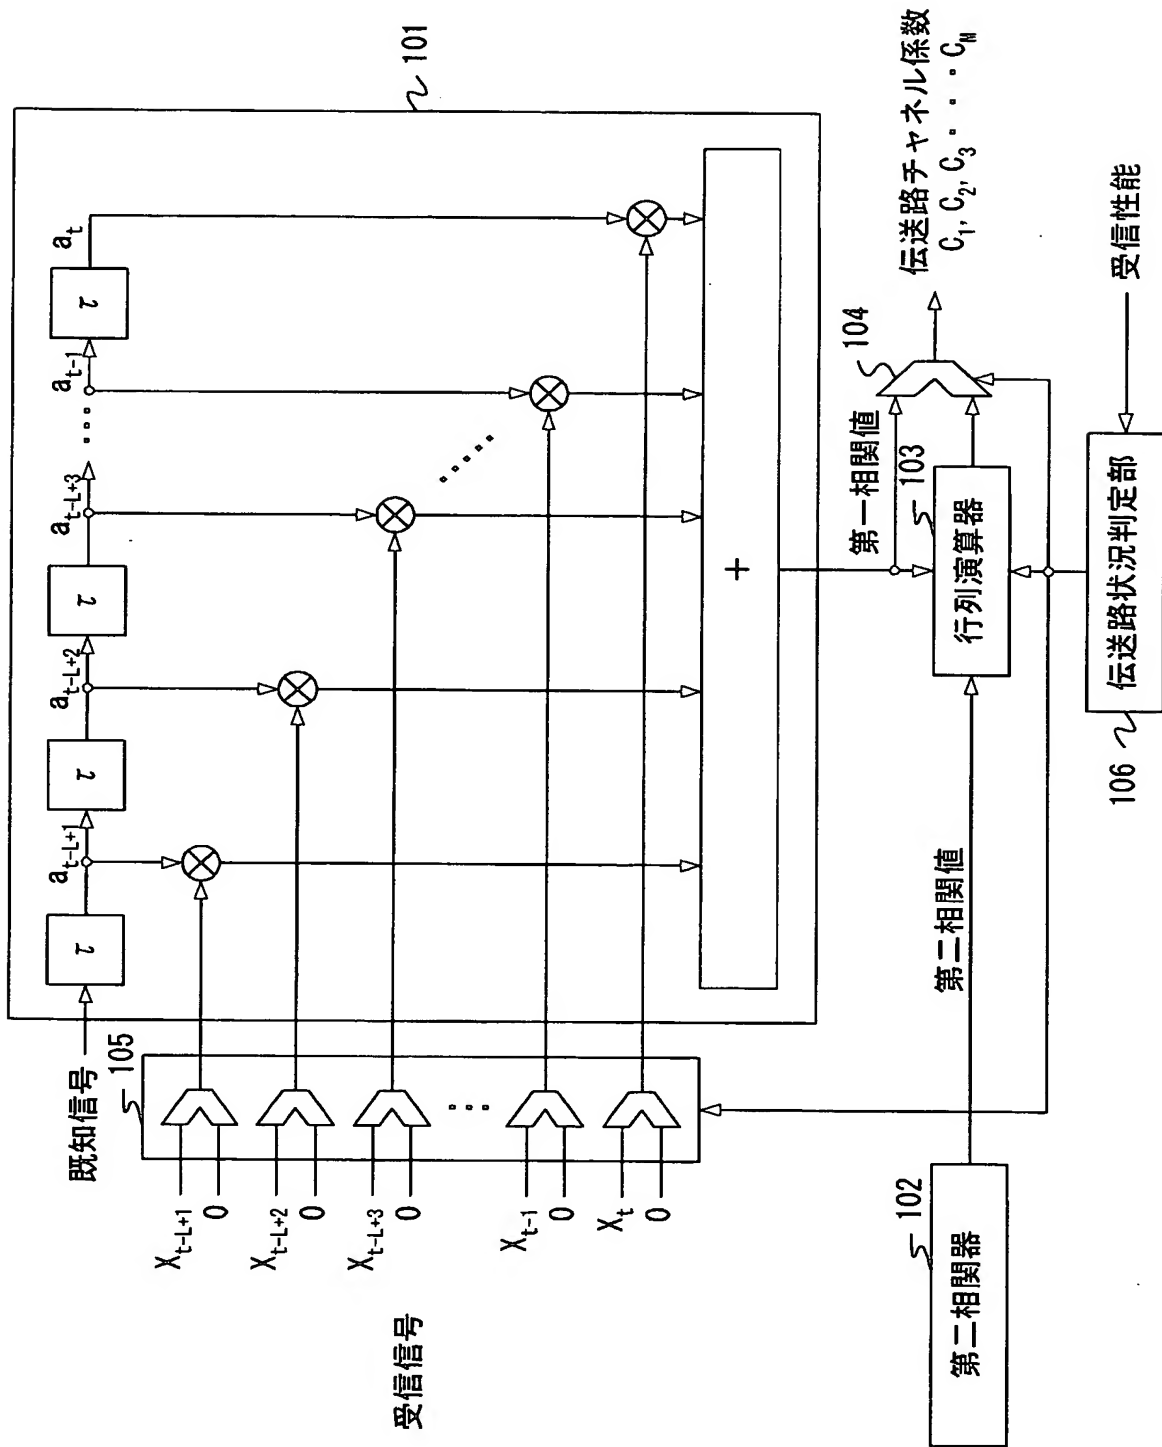 101
τ
τ
τ
τ
a_{t-L+1}
a_{t-L+2}
a_{t-L+3}
...
a_{t-1}
a_t
既知信号
105
X_{t-L+1}
0
X_{t-L+2}
0
X_{t-L+3}
0
...
X_{t-1}
0
X_t
0
受信信号
.....
+
第一相関値
104
伝送路チャネル係数
C_1, C_2, C_3 ・・・ C_M
103
行列演算器
第二相関値
102
第二相関器
106
伝送路状況判定部
受信性能